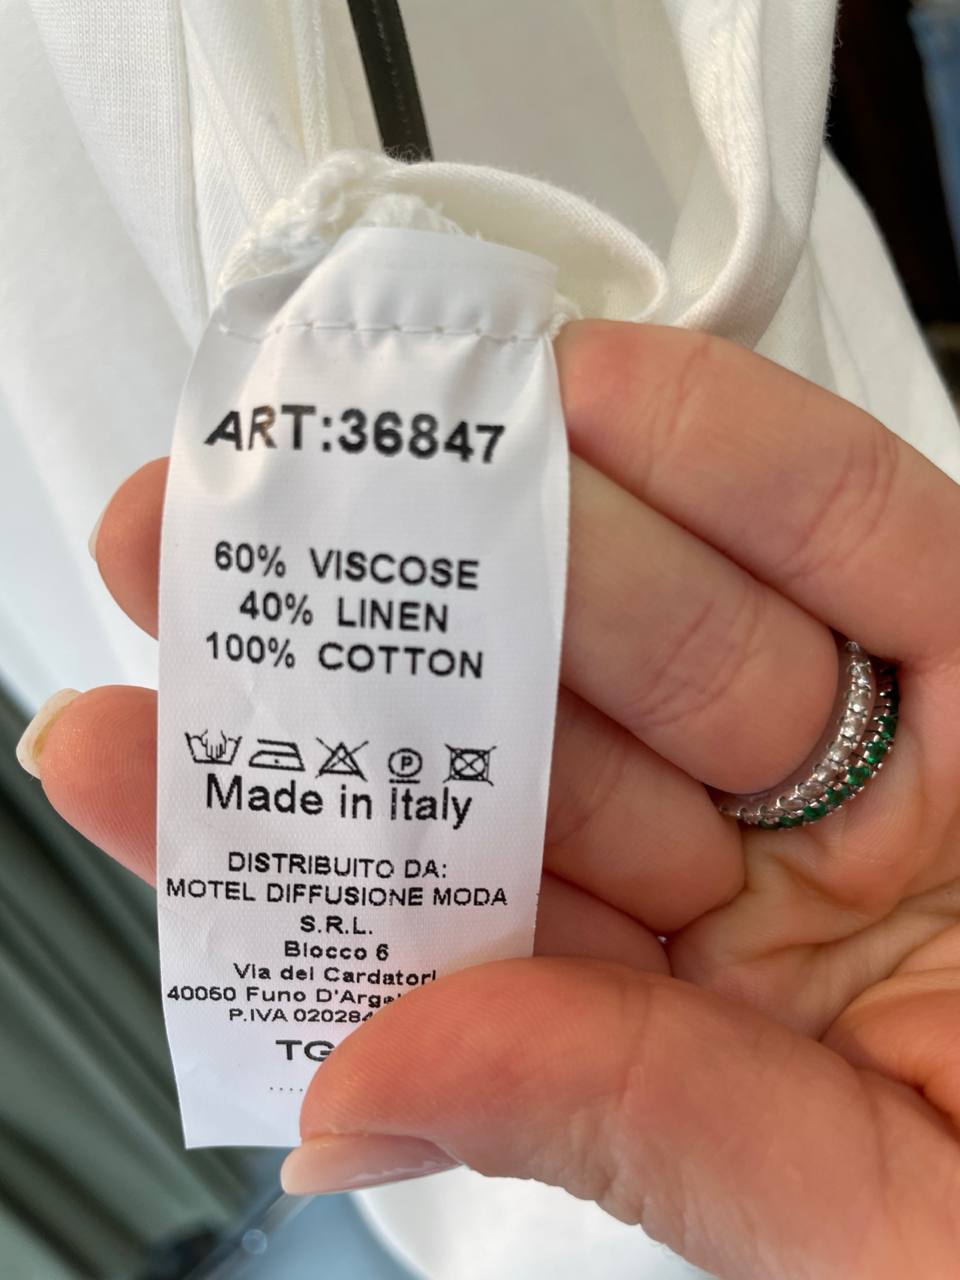 ART:36847
60% VISCOSE
40% LINEN
100% COTTON
P
Made in Italy
DISTRIBUITO DA:
MOTEL DIFFUSIONE MODA
S.R.L.
Blocco 6
Via dei Cardatori
40050 Funo D'Arge
P.IVA 020284
TG